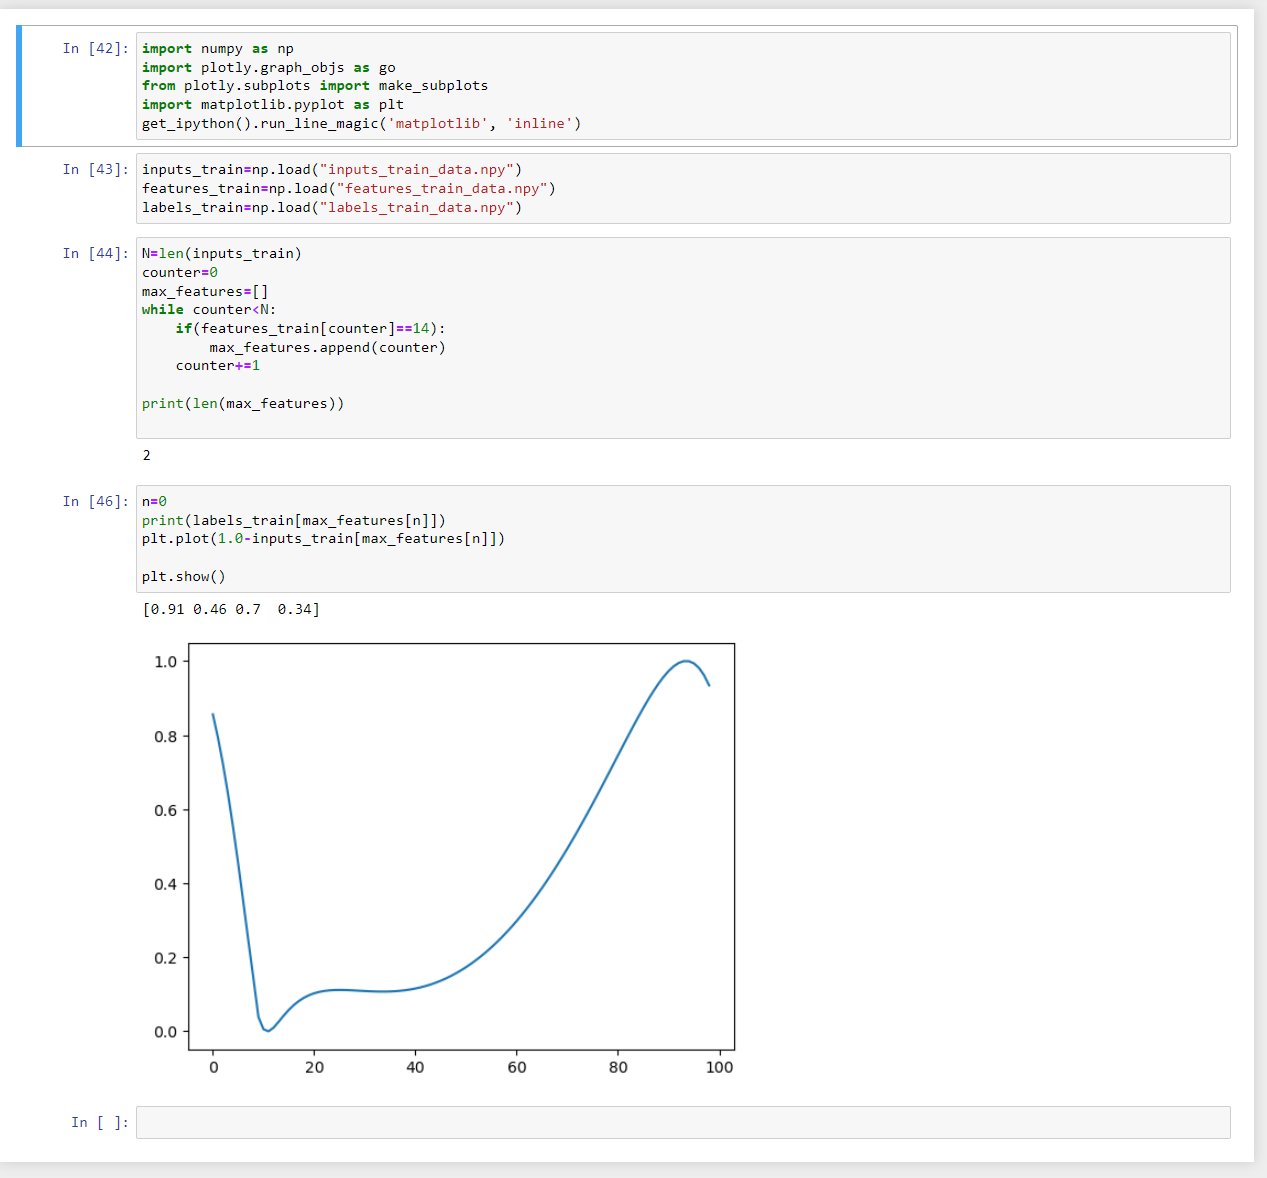 In [42]:
import numpy as np
import plotly.graph_objs as go
from plotly.subplots import make_subplots
import matplotlib.pyplot as plt
get_ipython().run_line_magic('matplotlib', 'inline')
In [43]:
inputs_train=np.load("inputs_train_data.npy")
features_train=np.load("features_train_data.npy")
labels_train=np.load("labels_train_data.npy")
In [44]:
N=len(inputs_train)
counter=0
max_features=[]
while counter<N:
    if(features_train[counter]==14):
        max_features.append(counter)
    counter+=1
print(len(max_features))
2
In [46]:
n=0
print(labels_train[max_features[n]])
plt.plot(1.0-inputs_train[max_features[n]])
plt.show()
[0.91 0.46 0.7  0.34]
1.0
0.8
0.6
0.4
0.2
0.0
0 20 40 60 80 100
In [ ]: